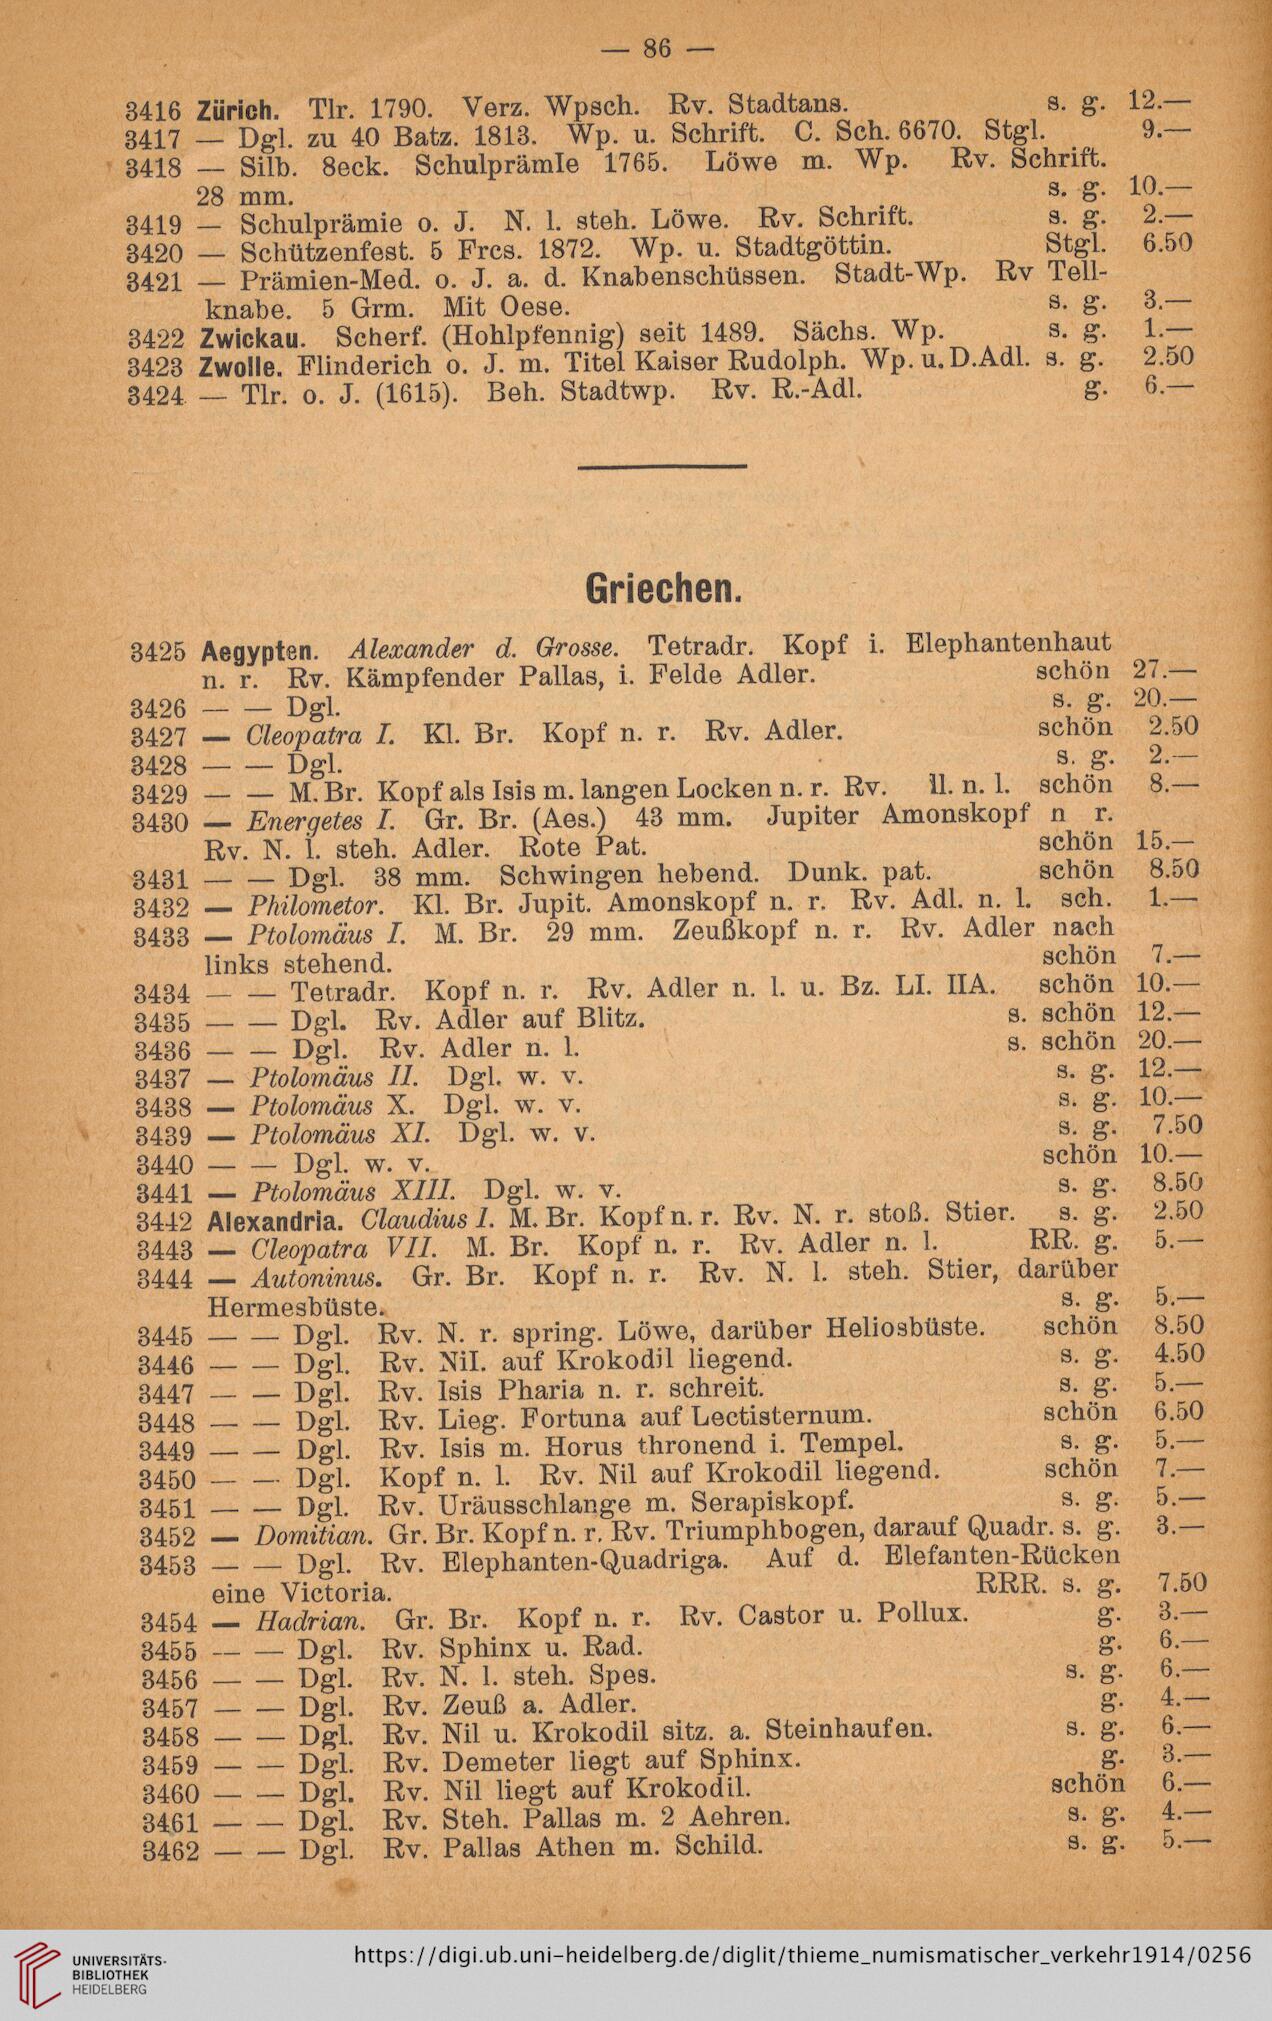 — 86 —
3416 Zürich. Tlr. 1790. Verz. Wpsch. Rv. Stadtans. s. g. 12.—
3417 — Dgl. zu 40 Batz. 1813. Wp. u. Schrift. C. Sch. 6670. Stgl. 9.—
3418 — Silb. 8eck. Schulprämie 1765. Löwe m. Wp. Rv. Schrift.
28 mm. s. g. 10.—
3419 — Schulprämie o. J. N. l. steh. Löwe. Rv. Schrift. s. g. 2.—
3420 — Schützenfest. 5 Frcs. 1872. Wp. u. Stadtgöttin. Stgl. 6.50
3421 — Prämien-Med. o. J. a. d. Knabenschüssen. Stadt-Wp. Rv Tell-
knabe. 5 Grm. Mit Oese. s. g. 3.—
3422 Zwickau. Scherf. (Hohlpfennig) seit 1489. Sächs. Wp. s. g. 1.—
3423 Zwolle. Flinderich o. J. m. Titel Kaiser Rudolph. Wp. u. D.Adl. s. g. 2.50
3424 — Tlr. o. J. (1615). Beh. Stadtwp. Rv. R.-Adl. g. 6.—
Griechen.
3425 Aegypten. Alexander d. Grosse. Tetradr. Kopf i. Elephantenhaut
n. r. Rv. Kämpfender Pallas, i. Felde Adler. schön 27.—
3426 — — Dgl. s. g. 20.—
3427 — Cleopatra I. Kl. Br. Kopf n. r. Rv. Adler. schön 2.50
3428 — — Dgl. s. g. 2.—
3429 — — M. Br. Kopf als Isis m. langen Locken n. r. Rv. ll. n. l. schön 8.—
3430 — Energetes I. Gr. Br. (Aes.) 43 mm. Jupiter Amonskopf n r.
Rv. N. l. steh. Adler. Rote Pat. schön 15.—
3431 — — Dgl. 38 mm. Schwingen hebend. Dunk. pat. schön 8.50
3432 — Philometor. Kl. Br. Jupit. Amonskopf n. r. Rv. Adl. n. l. sch. 1.—
3433 — Ptolomäus I. M. Br. 29 mm. Zeußkopf n. r. Rv. Adler nach
links stehend. schön 7.—
3434 — — Tetradr. Kopf n. r. Rv. Adler n. l. u. Bz. LI. IIA. schön 10.—
3435 — — Dgl. Rv. Adler auf Blitz. s. schön 12.—
3436 — — Dgl. Rv. Adler n. l. s. schön 20.—
3437 — Ptolomäus II. Dgl. w. v. s. g. 12.—
3438 — Ptolomäus X. Dgl. w. v. s. g. 10.—
3439 — Ptolomäus XI. Dgl. w. v. s. g. 7.50
3440 — — Dgl. w. v. schön 10.—
3441 — Ptolomäus XIII. Dgl. w. v. s. g. 8.50
3442 Alexandria. Claudius I. M. Br. Kopf n. r. Rv. N. r. stoß. Stier. s. g. 2.50
3443 — Cleopatra VII. M. Br. Kopf n. r. Rv. Adler n. l. RR. g. 5.—
3444 — Autoninus. Gr. Br. Kopf n. r. Rv. N. l. steh. Stier, darüber
Hermesbüste. s. g. 5.—
3445 — — Dgl. Rv. N. r. spring. Löwe, darüber Heliosbüste. schön 8.50
3446 — — Dgl. Rv. Nil. auf Krokodil liegend. s. g. 4.50
3447 — — Dgl. Rv. Isis Pharia n. r. schreit. s. g. 5.—
3448 — — Dgl. Rv. Lieg. Fortuna auf Lectisternum. schön 6.50
3449 — — Dgl. Rv. Isis m. Horus thronend i. Tempel. s. g. 5.—
3450 — — Dgl. Kopf n. l. Rv. Nil auf Krokodil liegend. schön 7.—
3451 — — Dgl. Rv. Uräusschlange m. Serapiskopf. s. g. 5.—
3452 — Domitian. Gr. Br. Kopf n. r. Rv. Triumphbogen, darauf Quadr. s. g. 3.—
3453 — — Dgl. Rv. Elephanten-Quadriga. Auf d. Elefanten-Rücken
eine Victoria. RRR. s. g. 7.50
3454 — Hadrian. Gr. Br. Kopf n. r. Rv. Castor u. Pollux. g. 3.—
3455 — — Dgl. Rv. Sphinx u. Rad. g. 6.—
3456 — — Dgl. Rv. N. l. steh. Spes. s. g. 6.—
3457 — — Dgl. Rv. Zeuß a. Adler. g. 4.—
3458 — — Dgl. Rv. Nil u. Krokodil sitz. a. Steinhaufen. s. g. 6.—
3459 — — Dgl. Rv. Demeter liegt auf Sphinx. g. 3.—
3460 — — Dgl. Rv. Nil liegt auf Krokodil. schön 6.—
3461 — — Dgl. Rv. Steh. Pallas m. 2 Aehren. s. g. 4.—
3462 — — Dgl. Rv. Pallas Athen m. Schild. s. g. 5.—
UNIVERSITÄTS-
BIBLIOTHEK
HEIDELBERG
https://digi.ub.uni-heidelberg.de/diglit/thieme_numismatischer_verkehr1914/0256